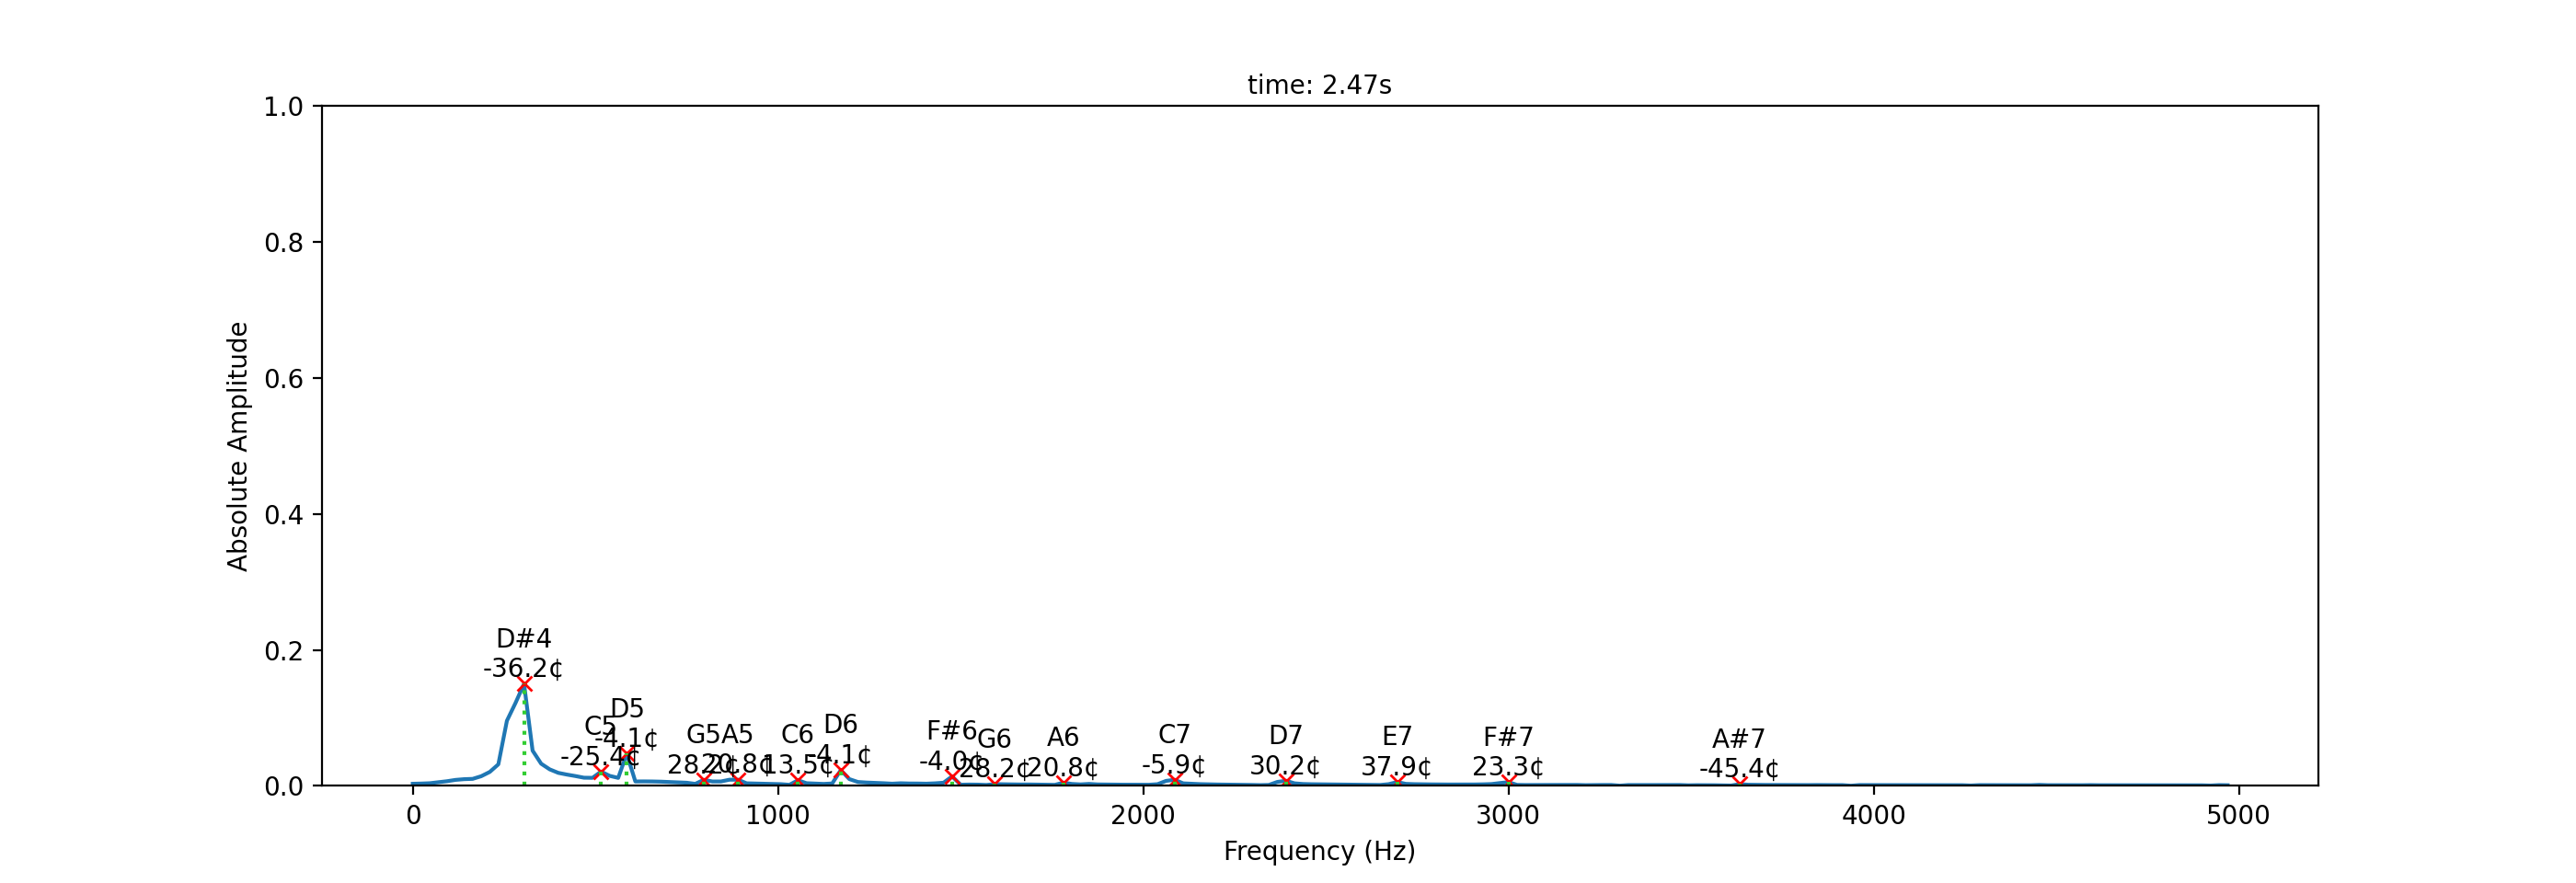 time: 2.47s
1.0
0.8
0.6
0.4
0.2
0.0
Absolute Amplitude
D#4
-36.2¢
C5
-25.4¢
D5
-4.1¢
G5
28.2¢
A5
20.8¢
C6
13.5¢
D6
-4.1¢
F#6
-4.0¢
G6
28.2¢
A6
20.8¢
C7
-5.9¢
D7
30.2¢
E7
37.9¢
F#7
23.3¢
A#7
-45.4¢
0 1000 2000 3000 4000 5000
Frequency (Hz)